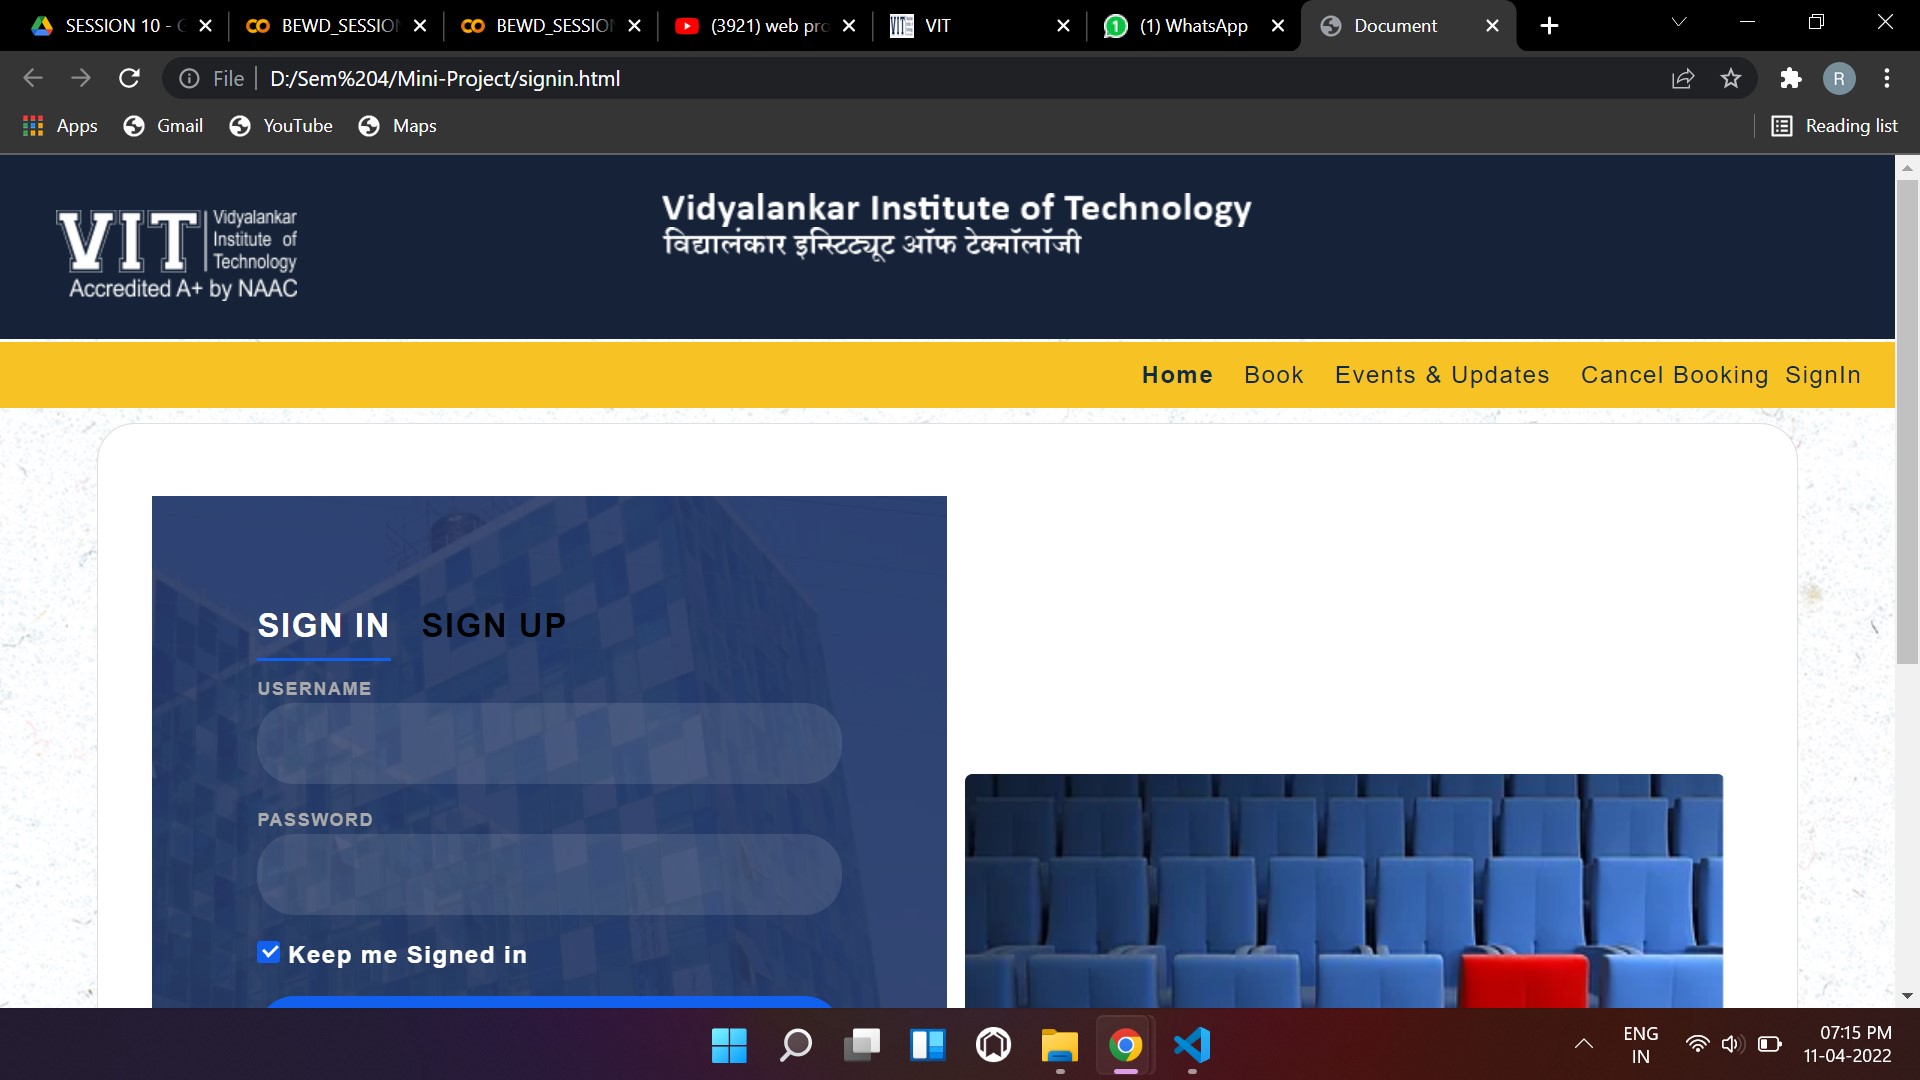 SESSION 10 - G
BEWD_SESSION
BEWD_SESSION
(3921) web pro
VIT
(1) WhatsApp
Document
File
D:/Sem%204/Mini-Project/signin.html
R
Apps
Gmail
YouTube
Maps
Reading list
VIT
Vidyalankar
Institute of
Technology
Accredited A+ by NAAC
Vidyalankar Institute of Technology
विद्यालंकार इन्स्टिट्यूट ऑफ टेक्नॉलॉजी
Home
Book
Events & Updates
Cancel Booking
SignIn
SIGN IN
SIGN UP
USERNAME
PASSWORD
Keep me Signed in
ENG
IN
07:15 PM
11-04-2022